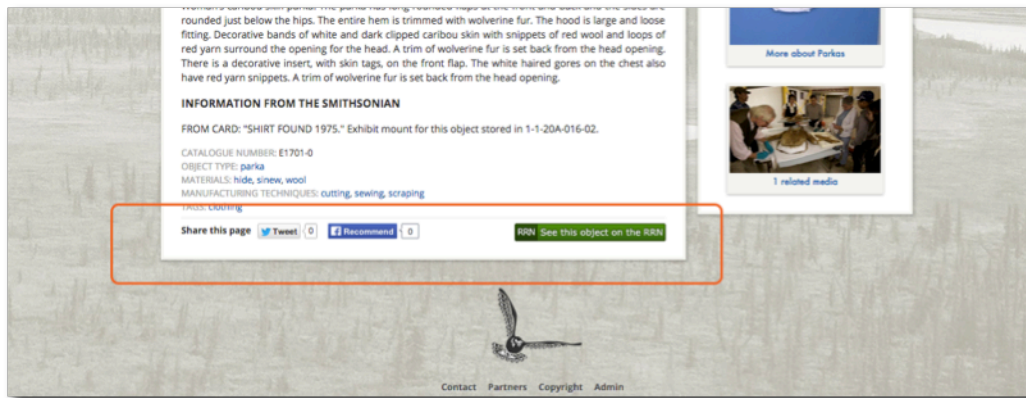 rounded just below the hips. The entire hem is trimmed with wolverine fur. The hood is large and loose
fitting. Decorative bands of white and dark clipped caribou skin with snippets of red wool and loops of
red yarn surround the opening for the head. A trim of wolverine fur is set back from the head opening.
There is a decorative insert, with skin tags, on the front flap. The white haired gores on the chest also
have red yarn snippets. A trim of wolverine fur is set back from the head opening.
INFORMATION FROM THE SMITHSONIAN
FROM CARD: "SHIRT FOUND 1975." Exhibit mount for this object stored in 1-1-20A-016-02.
CATALOGUE NUMBER: E1701-0
OBJECT TYPE: parka
MATERIALS: hide, sinew, wool
MANUFACTURING TECHNIQUES: cutting, sewing, scraping
TAGS: clothing
Share this page Tweet 0 Recommend 0 RRN See this object on the RRN
More about Parkas
1 related media
Contact Partners Copyright Admin